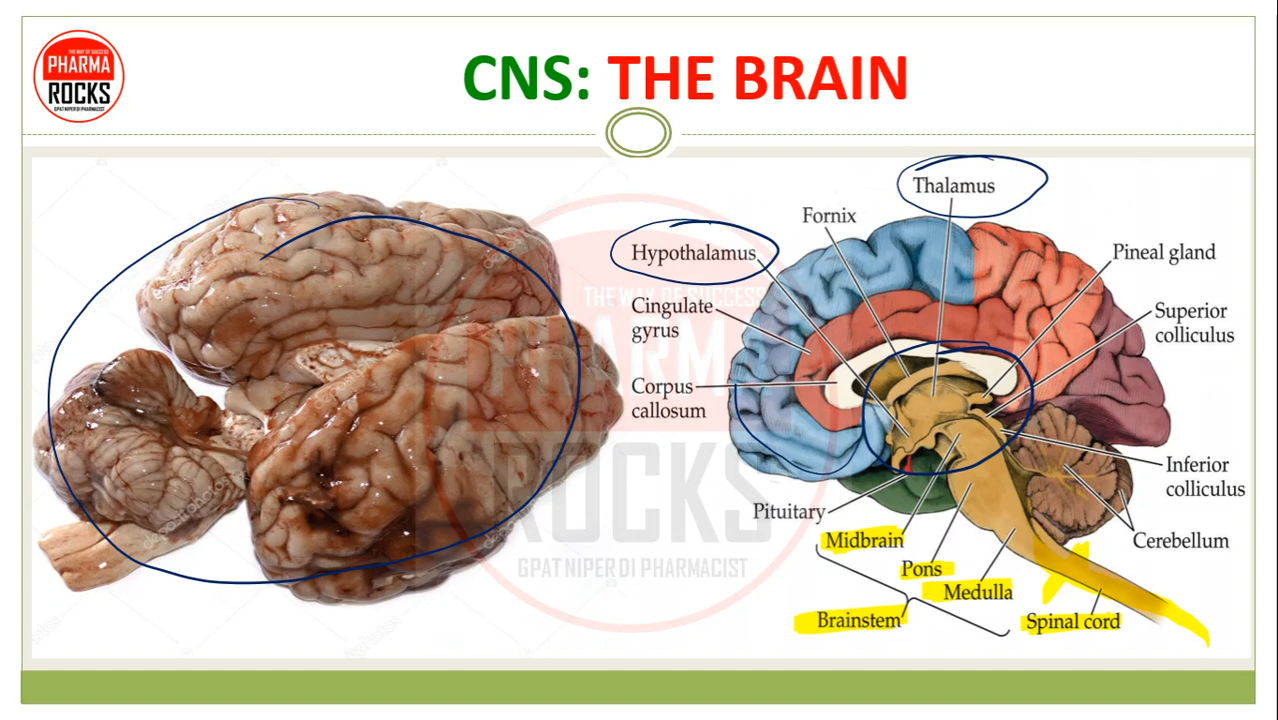 THE WAY OF SUCCESS
PHARMA
ROCKS
GPAT NIPER DI PHARMACIST
CNS: THE BRAIN
Thalamus
Fornix
Hypothalamus
Pineal gland
Cingulate
gyrus
Superior
colliculus
Corpus
callosum
Inferior
colliculus
Pituitary
Midbrain
Cerebellum
Pons
Medulla
Brainstem
Spinal cord
THE WAY OF SUCCESS
PHARMA
ROCKS
GPAT NIPER DI PHARMACIST
depositphotos